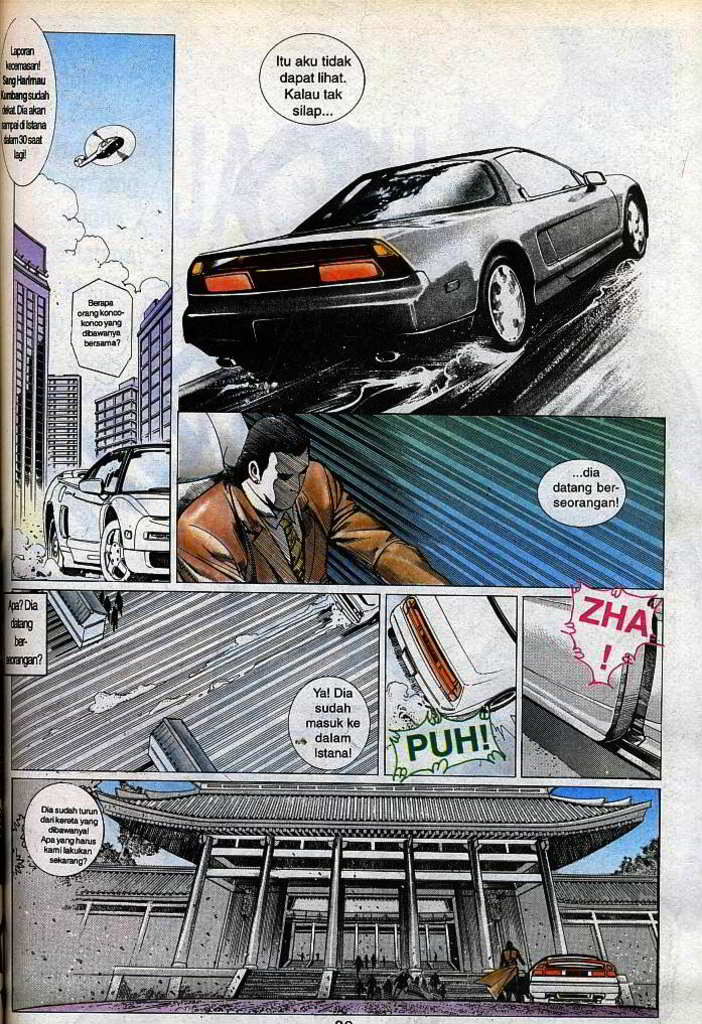 Laporan
kecemasan!
Sang Harimau
Kumbang sudah
dekat. Dia akan
sampai di Istana
dalam 30 saat
lagi!
Berapa
orang konco-
konco yang
dibawanya
bersama?
Itu aku tidak
dapat lihat.
Kalau tak
silap...
...dia
datang ber-
seorangan!
Apa? Dia
datang
ber-
seorangan?
Ya! Dia
sudah
masuk ke
dalam
Istana!
PUH!
ZHA
!
Dia sudah turun
dari kereta yang
dibawanya!
Apa yang harus
kami lakukan
sekarang?